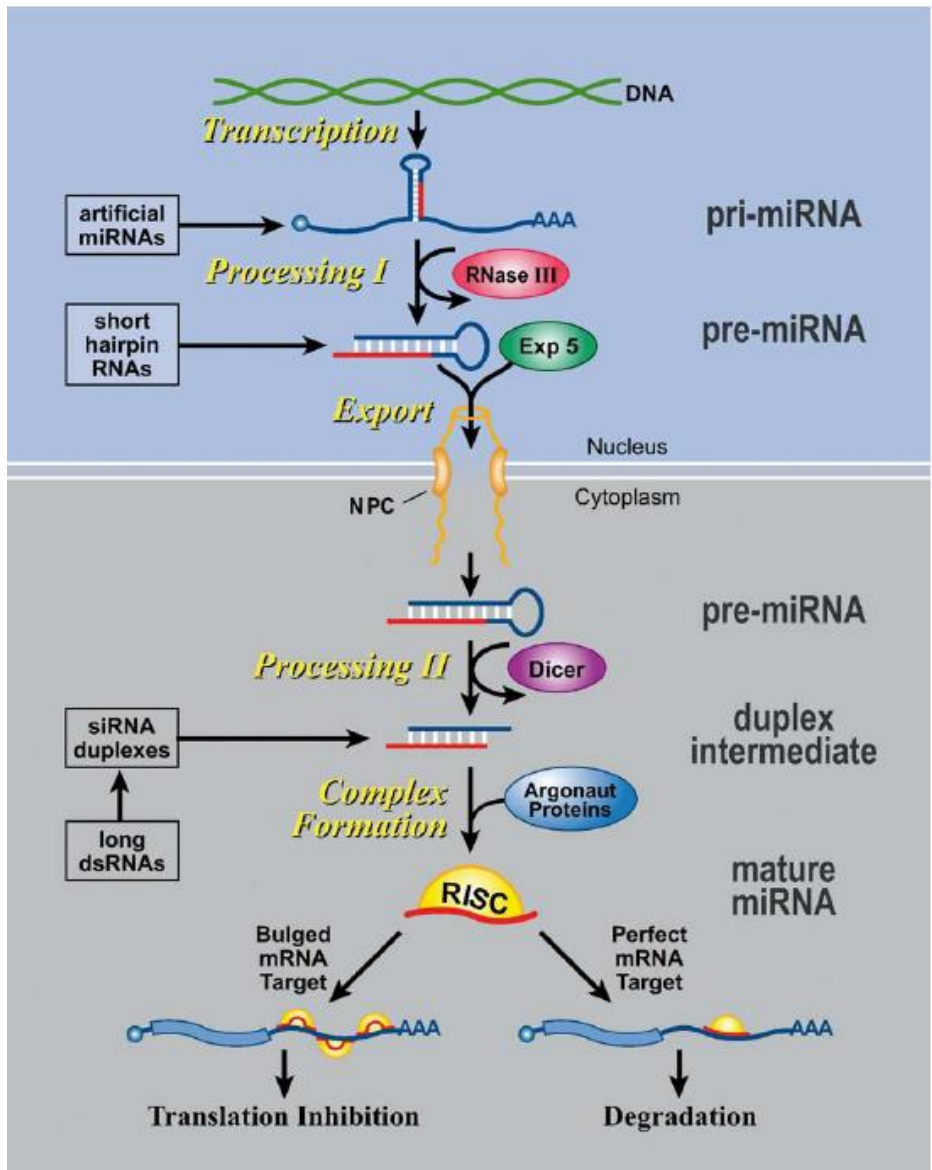 DNA
Transcription
artificial
miRNAs
AAA
pri-miRNA
Processing I
RNase III
short
hairpin
RNAs
Exp 5
pre-miRNA
Export
Nucleus
NPC
Cytoplasm
pre-miRNA
Processing II
Dicer
siRNA
duplexes
duplex
intermediate
Complex
Formation
Argonaut
Proteins
long
dsRNAs
RISC
mature
miRNA
Bulged
mRNA
Target
Perfect
mRNA
Target
AAA
AAA
Translation Inhibition
Degradation